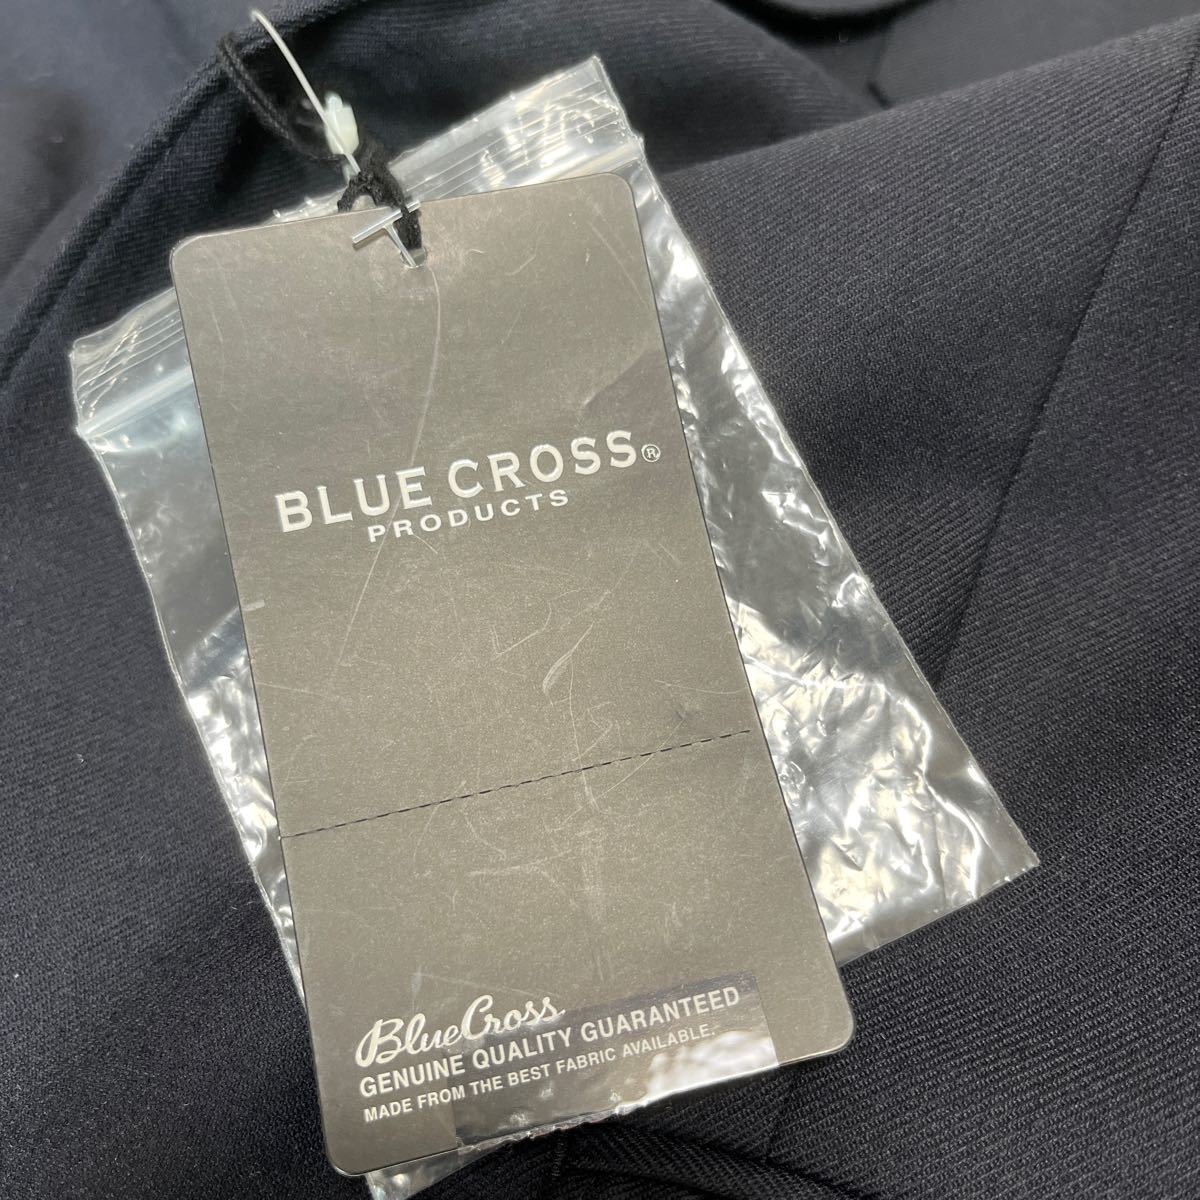 BLUE CROSS®
PRODUCTS
BlueCross
GENUINE QUALITY GUARANTEED
MADE FROM THE BEST FABRIC AVAILABLE.